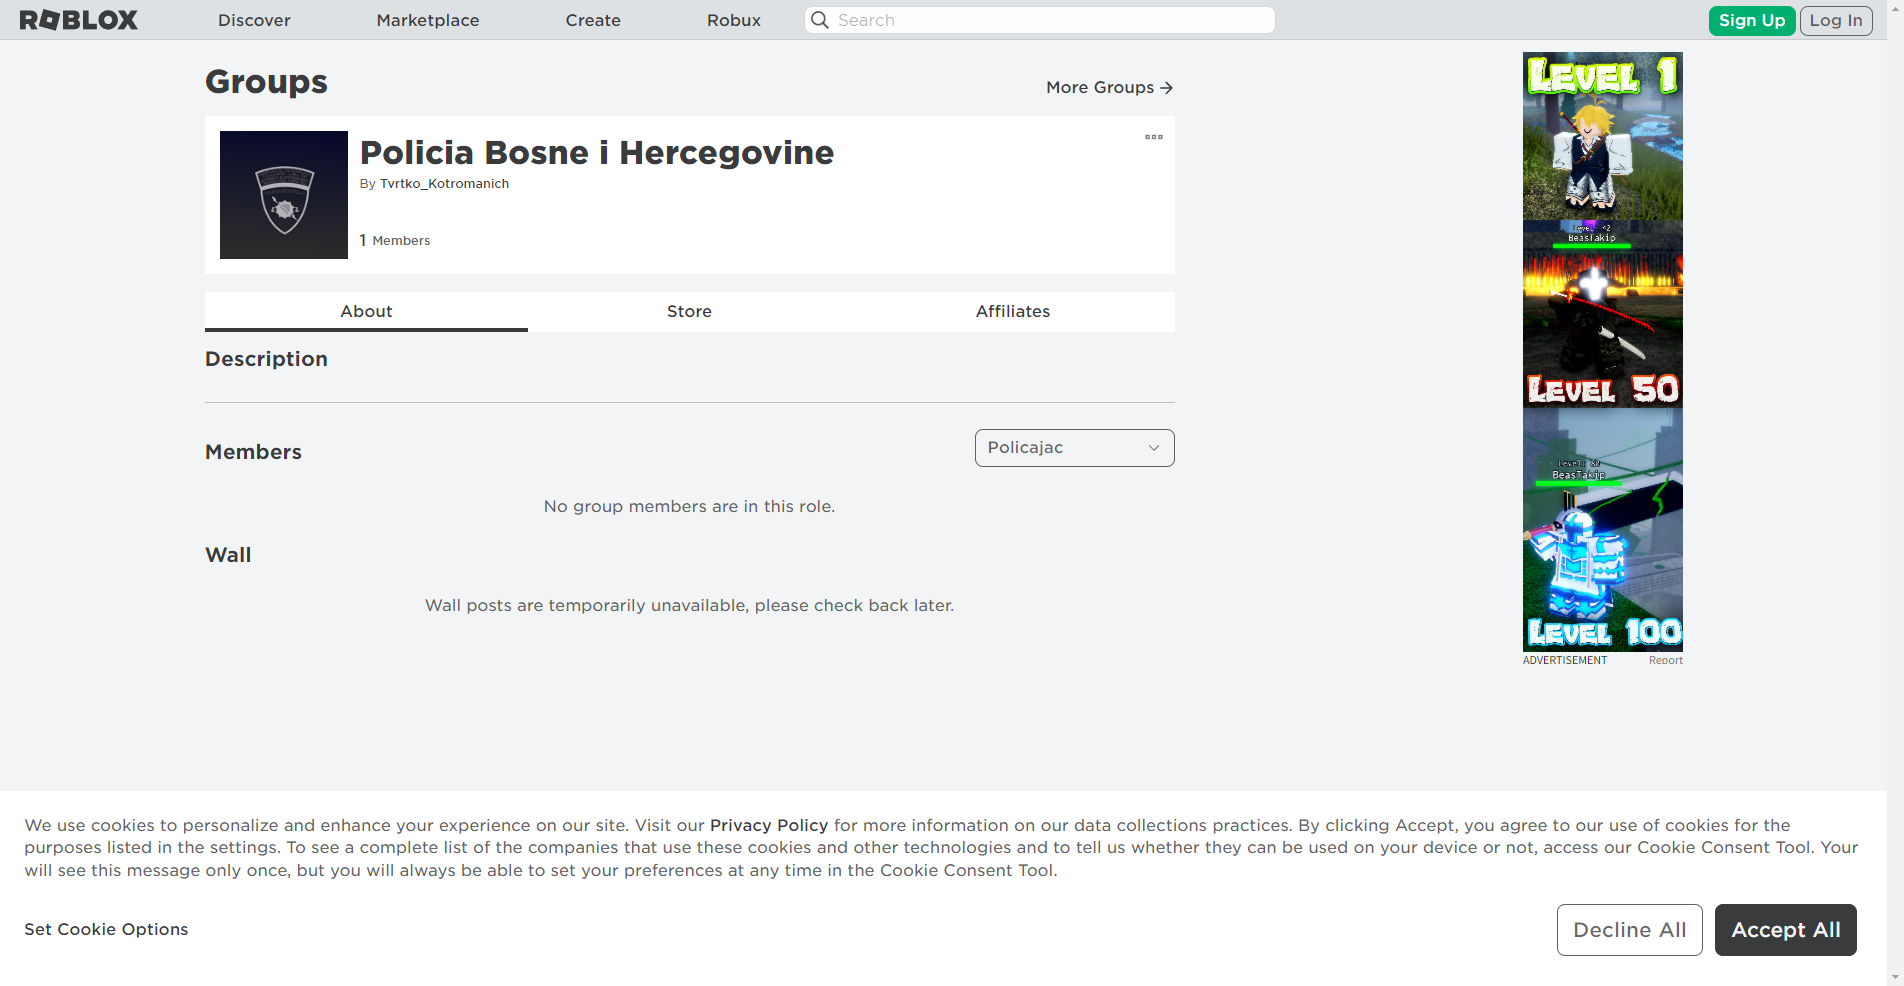 ROBLOX
Discover
Marketplace
Create
Robux
Search
Sign Up
Log In
Groups
More Groups →
Policia Bosne i Hercegovine
By Tvrtko_Kotromanich
1 Members
About
Store
Affiliates
Description
Members
Policajac
No group members are in this role.
Wall
Wall posts are temporarily unavailable, please check back later.
LEVEL 1
BeasTakip
LEVEL 50
BeasTakip
LEVEL 100
ADVERTISEMENT
Report
We use cookies to personalize and enhance your experience on our site. Visit our Privacy Policy for more information on our data collections practices. By clicking Accept, you agree to our use of cookies for the
purposes listed in the settings. To see a complete list of the companies that use these cookies and other technologies and to tell us whether they can be used on your device or not, access our Cookie Consent Tool. Your
will see this message only once, but you will always be able to set your preferences at any time in the Cookie Consent Tool.
Set Cookie Options
Decline All
Accept All